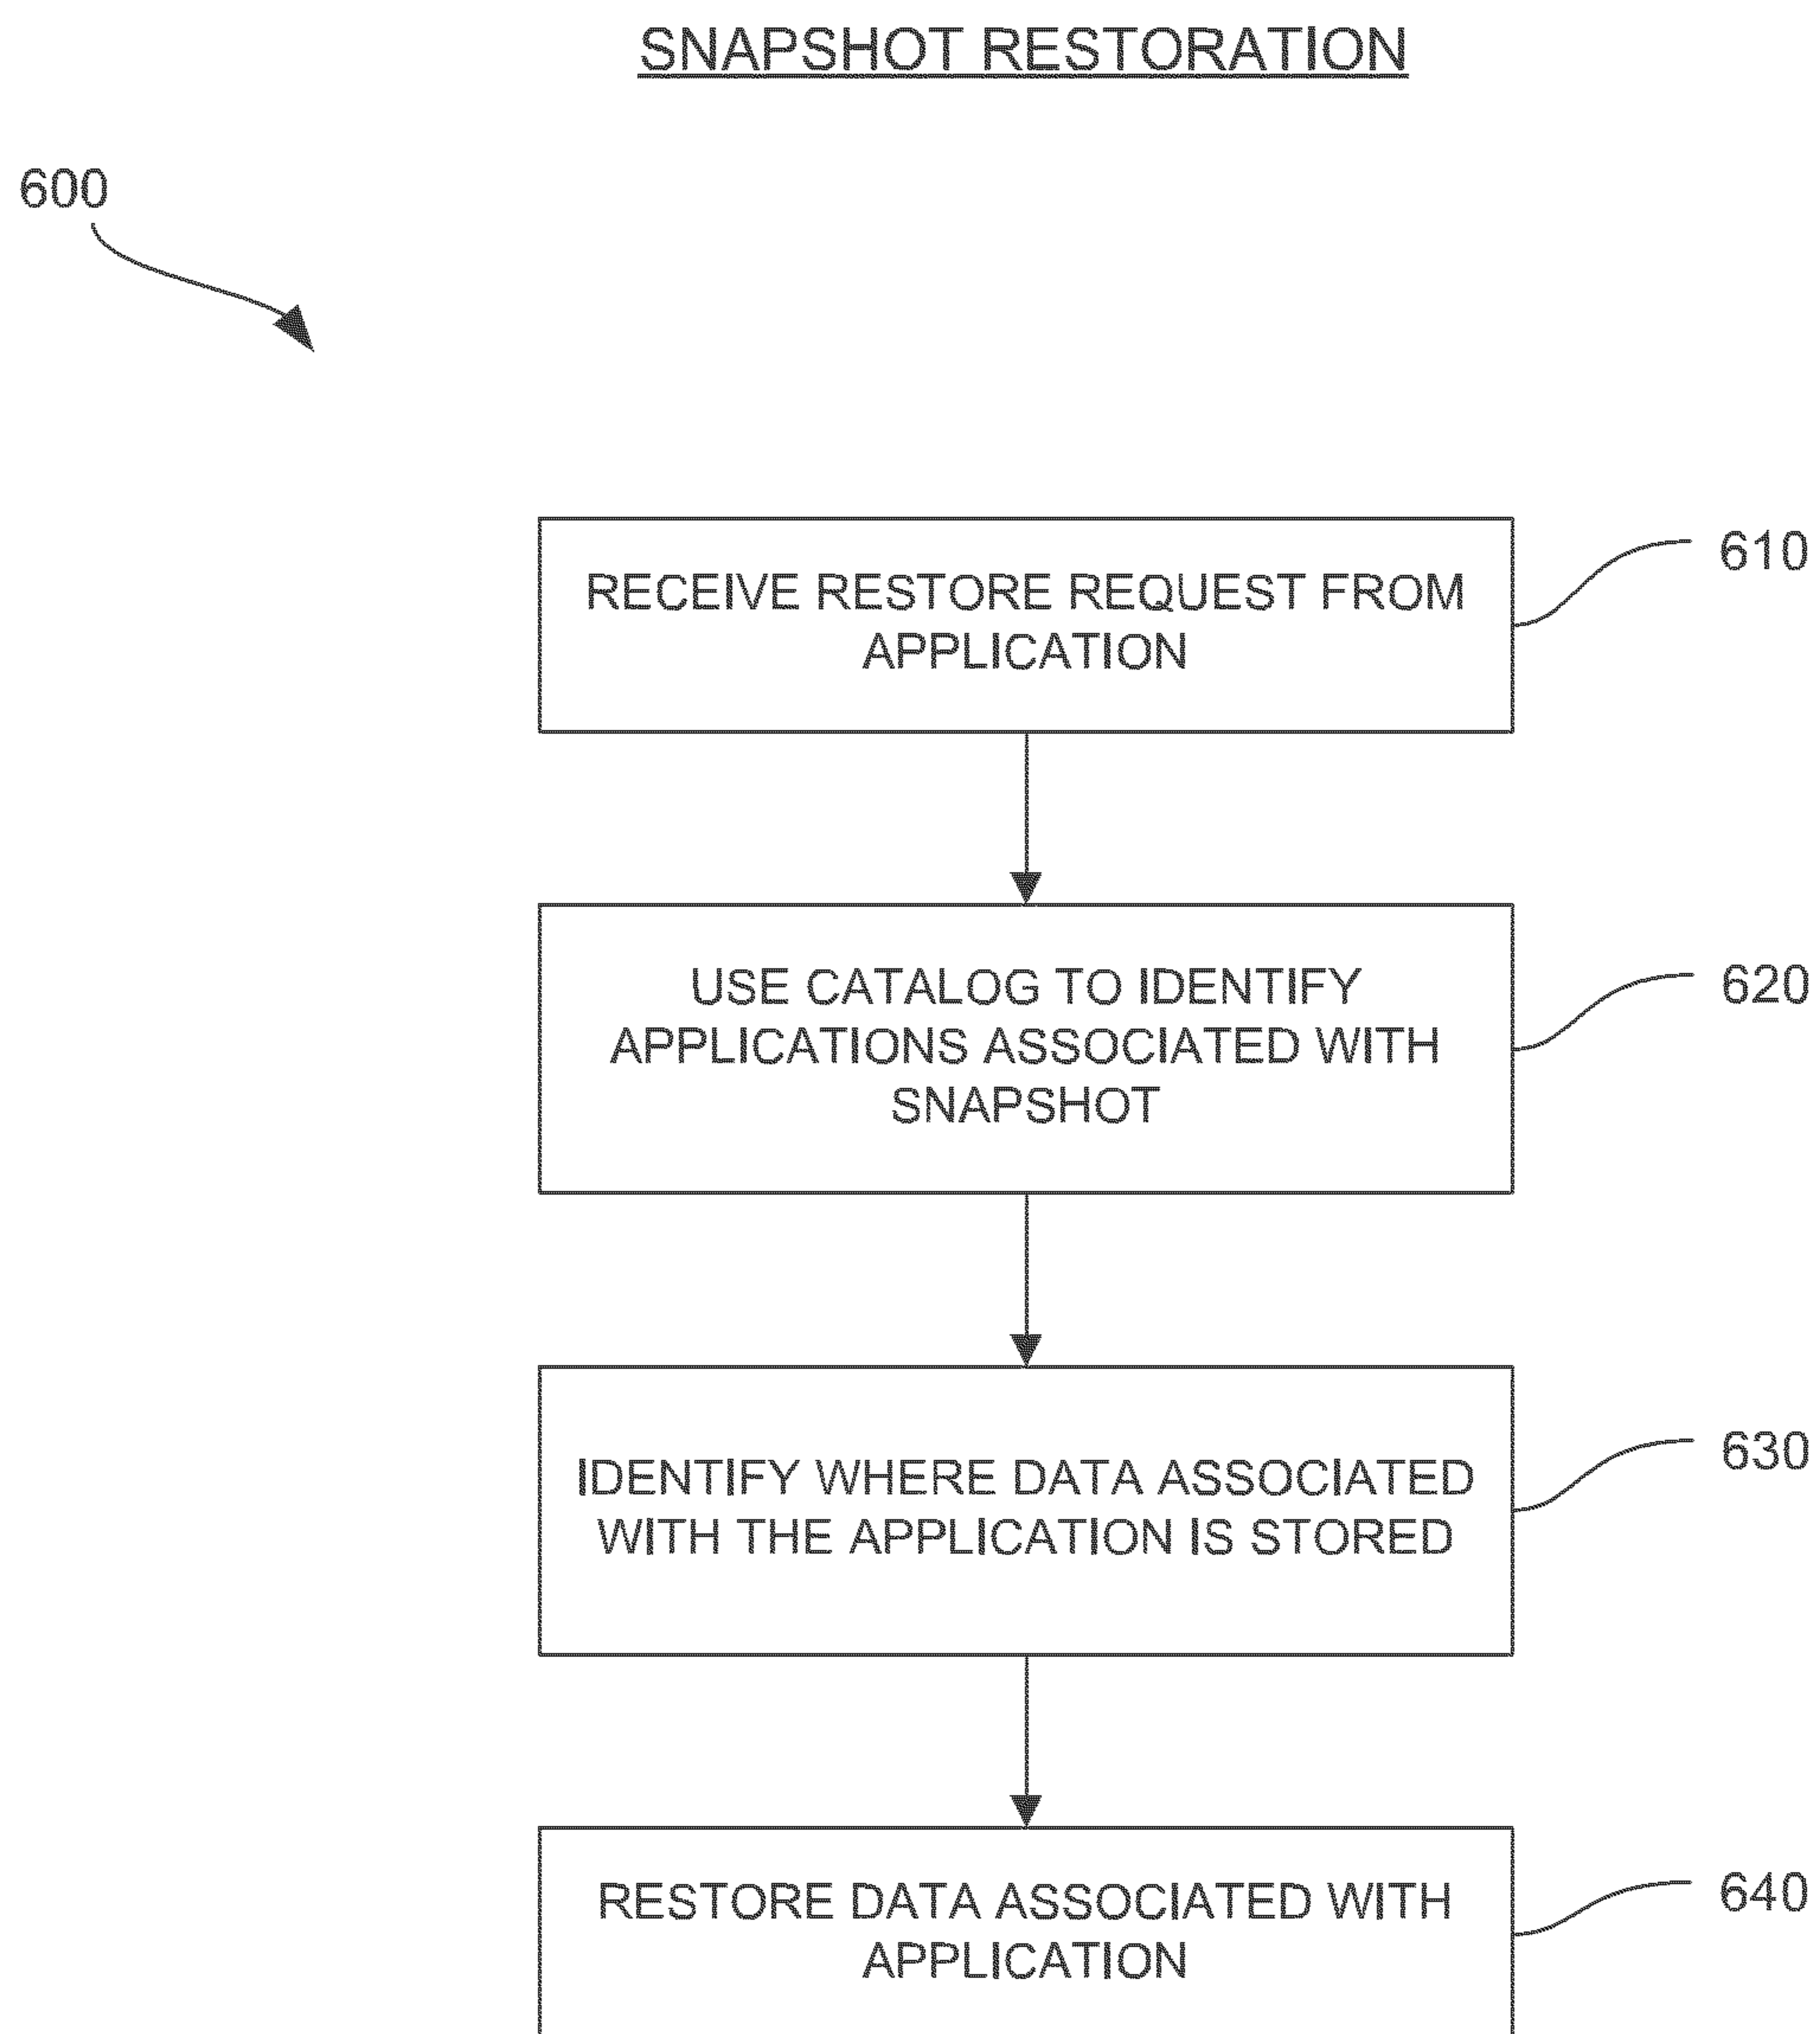 SNAPSHOT RESTORATION
600
RECEIVE RESTORE REQUEST FROM
APPLICATION
610
USE CATALOG TO IDENTIFY
APPLICATIONS ASSOCIATED WITH
SNAPSHOT
620
IDENTIFY WHERE DATA ASSOCIATED
WITH THE APPLICATION IS STORED
630
RESTORE DATA ASSOCIATED WITH
APPLICATION
640